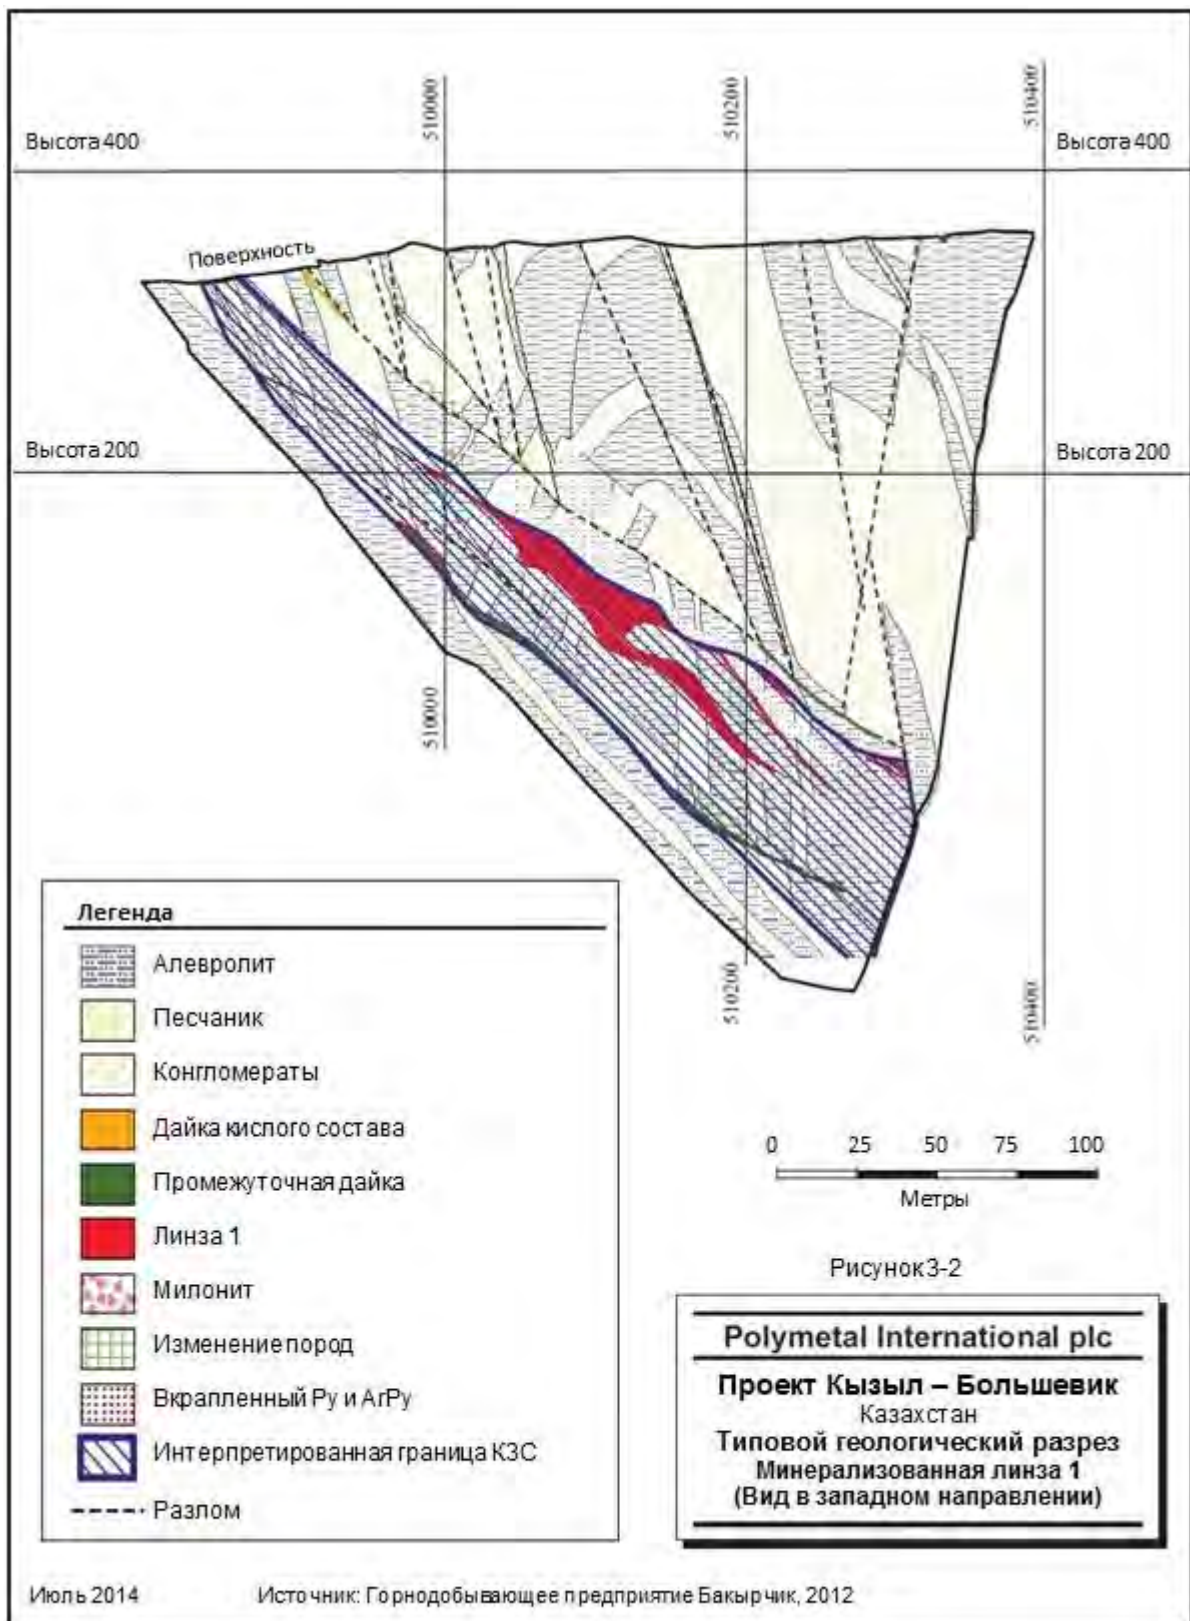 510000
510200
510400
Высота 400
Высота 400
Поверхность
Высота 200
Высота 200
510000
510200
510400
Легенда
Алевролит
Песчаник
Конгломераты
Дайка кислого состава
Промежуточная дайка
Линза 1
Милонит
Изменение пород
Вкрапленный Py и АгРу
Интерпретированная граница КЗС
Разлом
0 25 50 75 100
Метры
Рисунок 3-2
Polymetal International plc
Проект Кызыл – Большевик
Казахстан
Типовой геологический разрез
Минерализованная линза 1
(Вид в западном направлении)
Июль 2014
Источник: Горнодобывающее предприятие Бакырчик, 2012